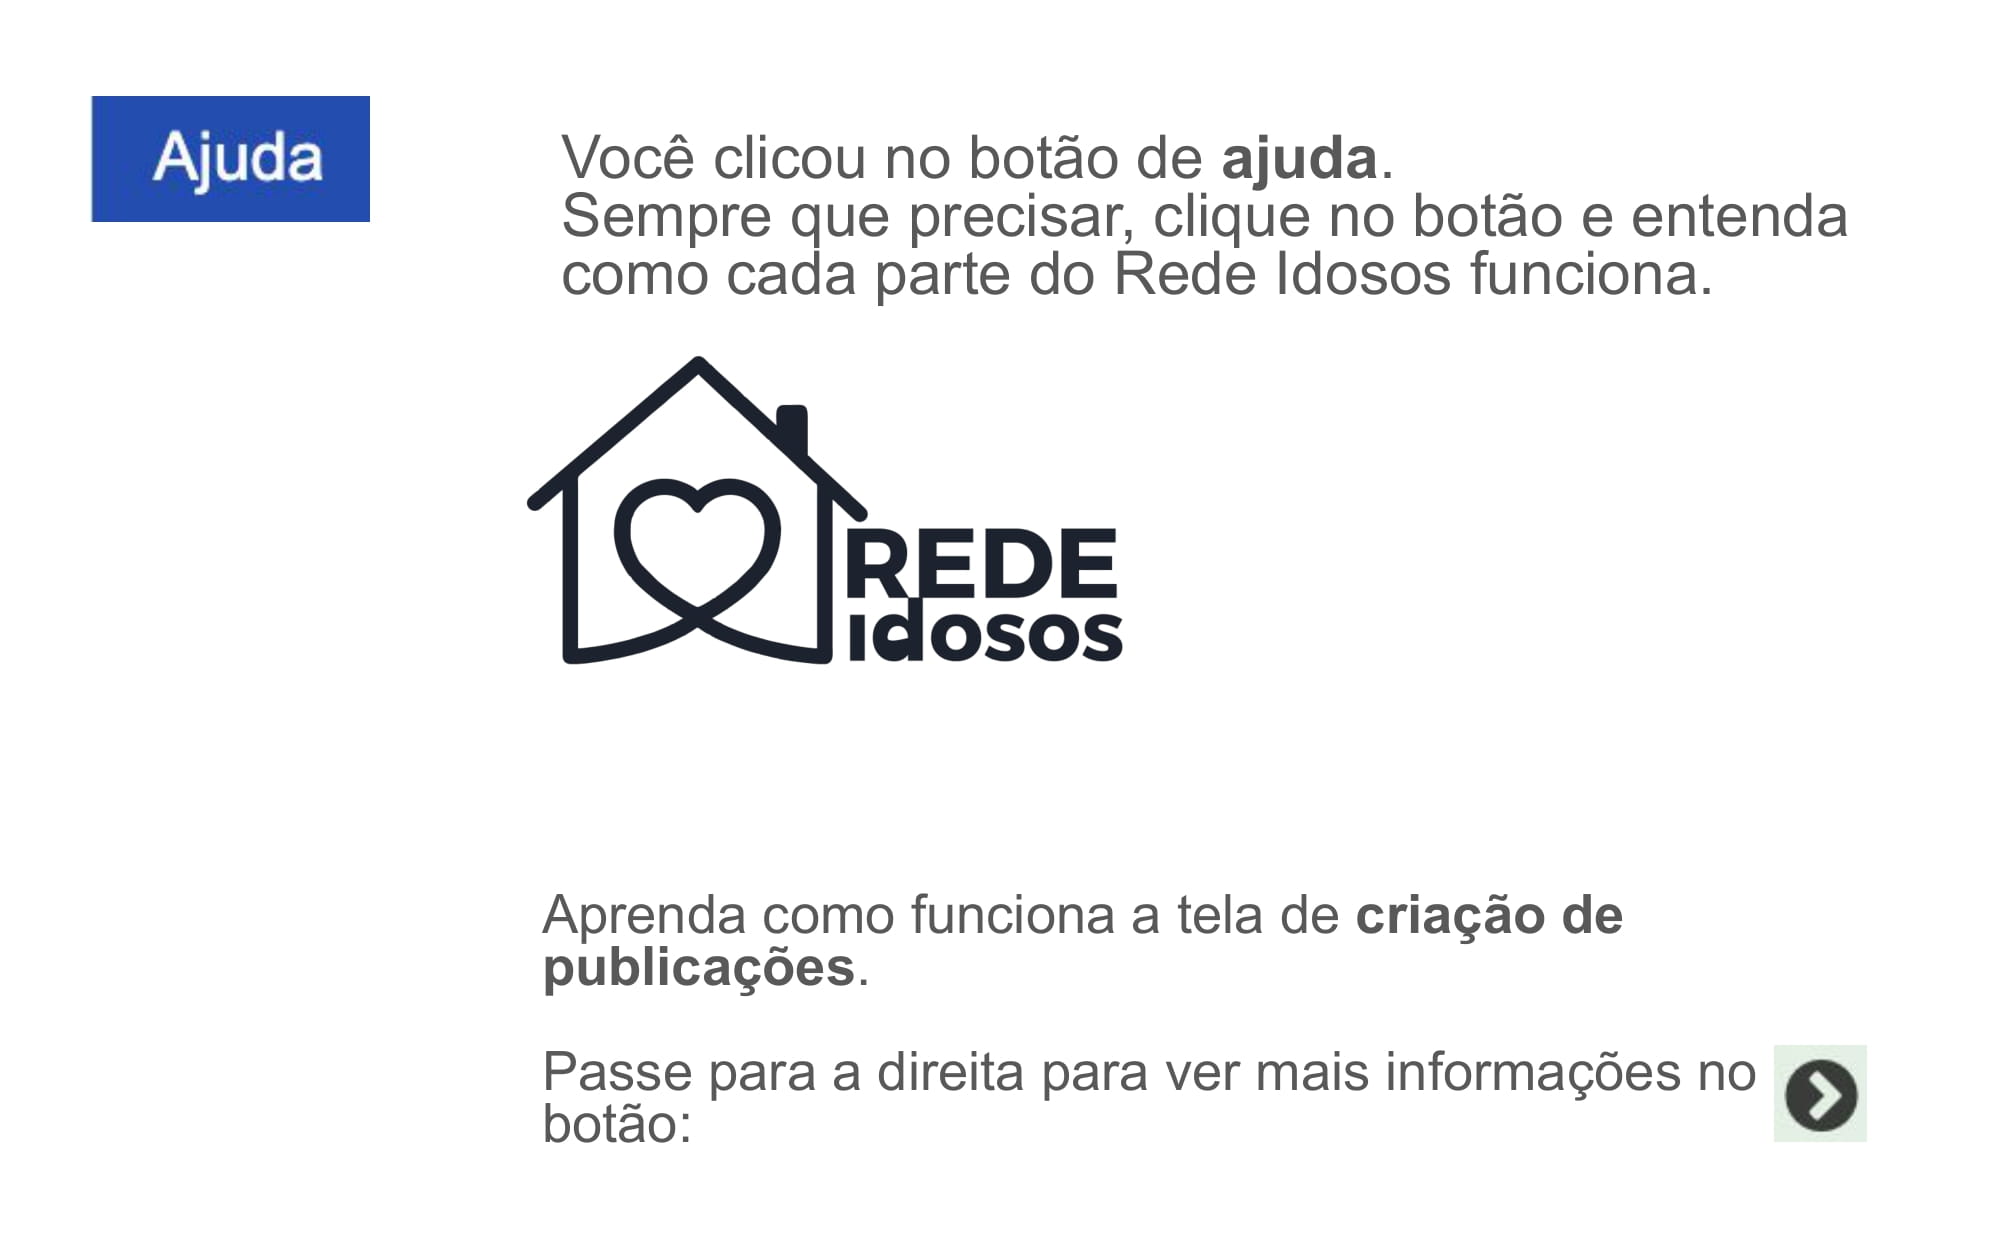 Ajuda
Você clicou no botão de ajuda.
Sempre que precisar, clique no botão e entenda
como cada parte do Rede Idosos funciona.
REDE
idosos
Aprenda como funciona a tela de criação de
publicações.
Passe para a direita para ver mais informações no
botão: